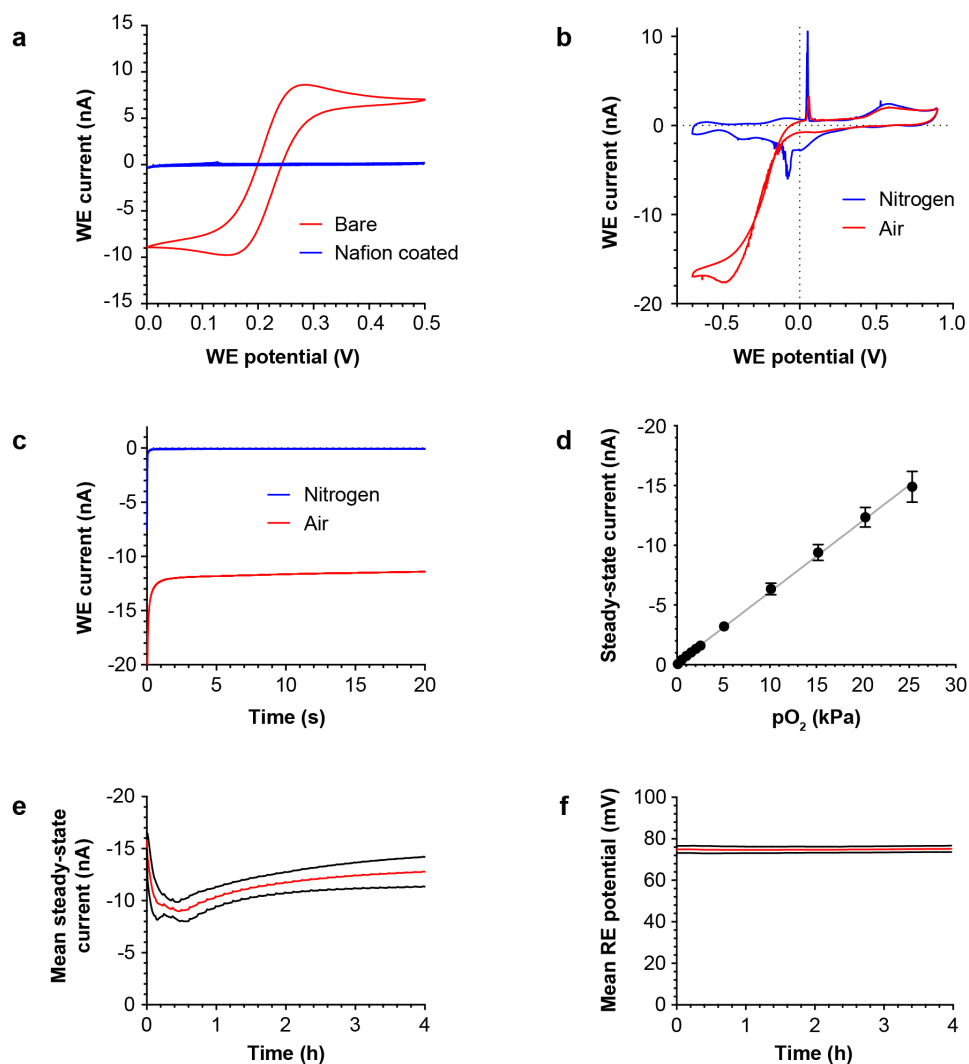 a
WE current (nA)
15
10
5
0
-5
-10
-15
0.0 0.1 0.2 0.3 0.4 0.5
WE potential (V)
Bare
Nafion coated
b
WE current (nA)
10
0
-10
-20
-0.5 0.0 0.5 1.0
WE potential (V)
Nitrogen
Air
c
WE current (nA)
0
-5
-10
-15
-20
0 5 10 15 20
Time (s)
Nitrogen
Air
d
Steady-state current (nA)
-20
-15
-10
-5
0
0 5 10 15 20 25 30
pO₂ (kPa)
e
Mean steady-state
current (nA)
-20
-15
-10
-5
0
0 1 2 3 4
Time (h)
f
Mean RE potential (mV)
100
80
60
40
20
0
0 1 2 3 4
Time (h)